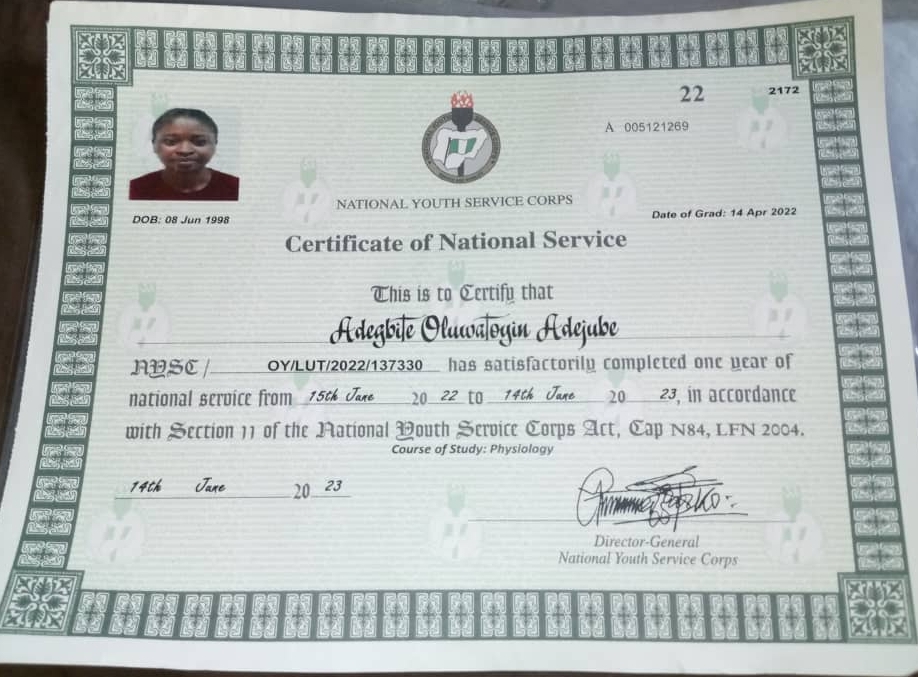 22
2172
A 005121269
NATIONAL YOUTH SERVICE CORPS
DOB: 08 Jun 1998
Date of Grad: 14 Apr 2022
Certificate of National Service
This is to Certify that
Adegbite Oluwatoyin Adejube
NYSC/ OY/LUT/2022/137330 has satisfactorily completed one year of
national service from 15th June 20 22 to 14th June 20 23, in accordance
with Section 11 of the National Youth Service Corps Act, Cap N84, LFN 2004.
Course of Study: Physiology
14th June 20 23
Director-General
National Youth Service Corps